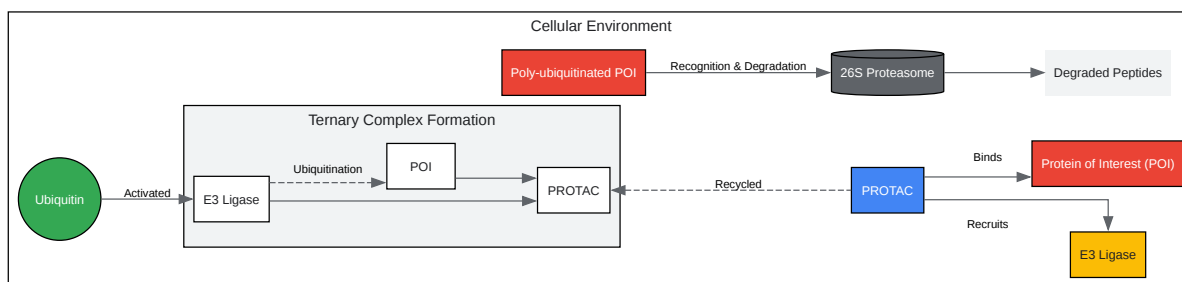 Cellular Environment
Poly-ubiquitinated POI
Recognition & Degradation
26S Proteasome
Degraded Peptides
Ternary Complex Formation
Ubiquitin
Activated
E3 Ligase
Ubiquitination
POI
PROTAC
Recycled
PROTAC
Binds
Protein of Interest (POI)
Recruits
E3 Ligase